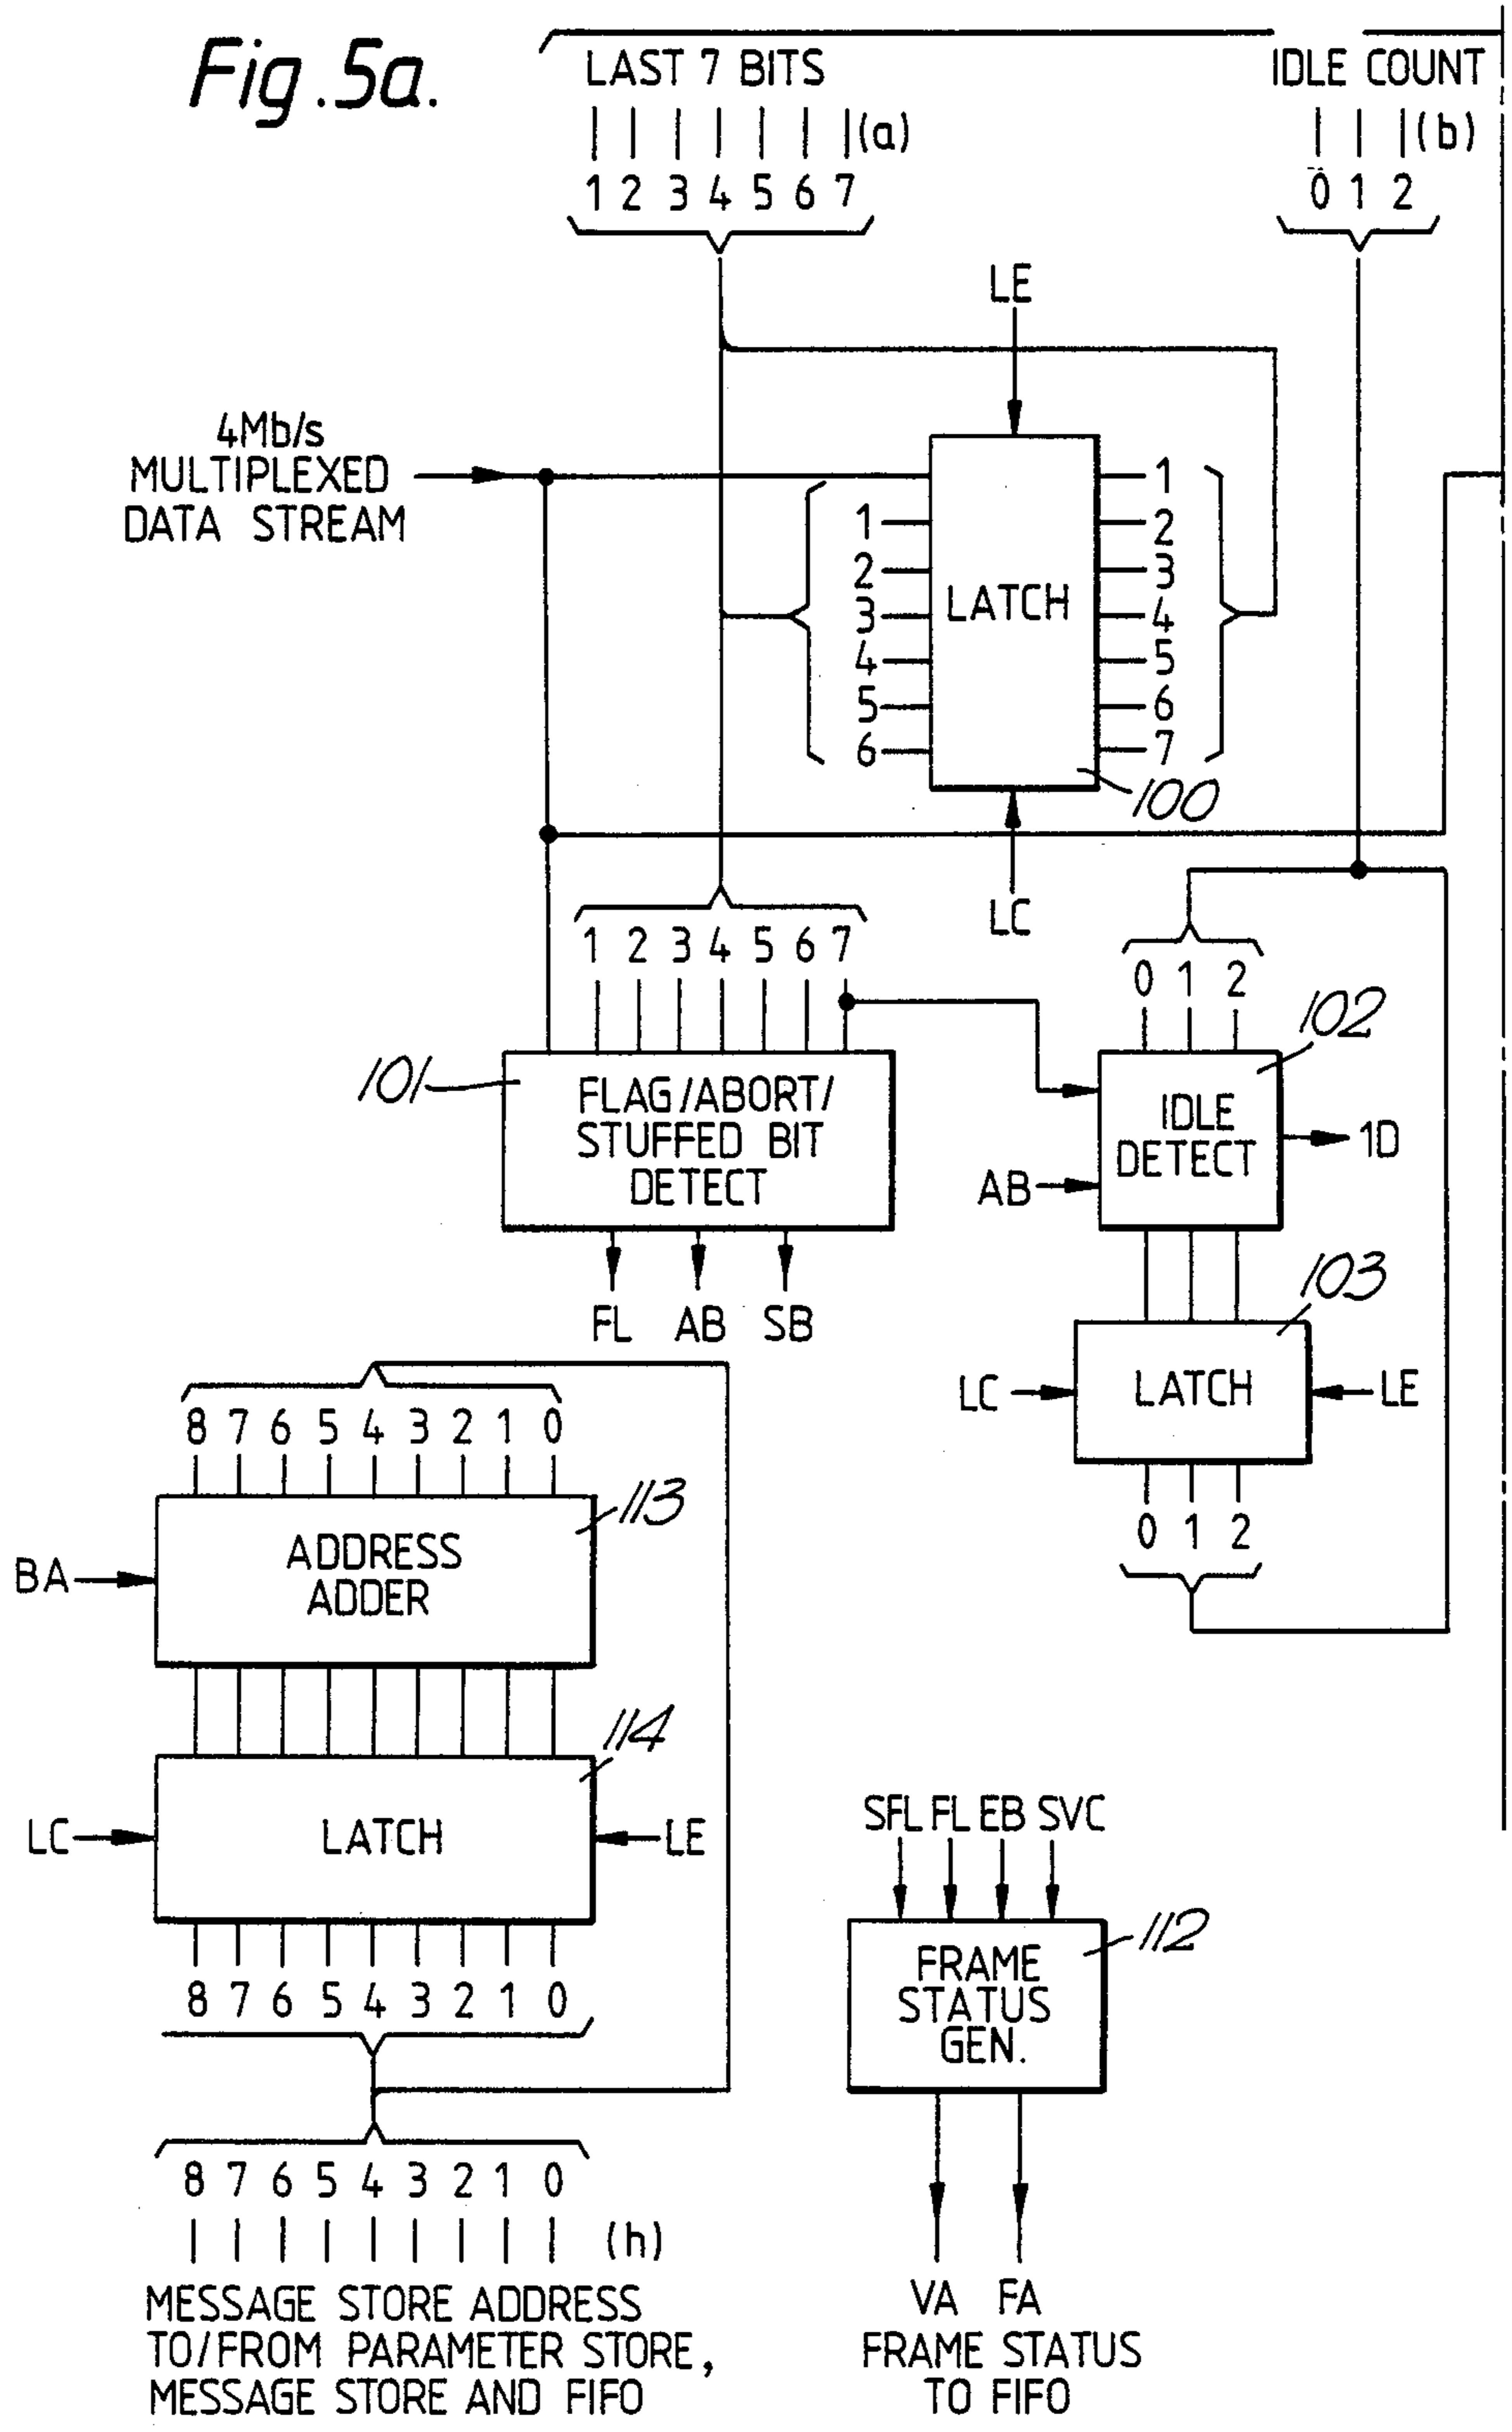 Fig.5a.
LAST 7 BITS
IDLE COUNT
(a)
(b)
1 2 3 4 5 6 7
0 1 2
LE
4Mb/s
MULTIPLEXED
DATA STREAM
1
2
3
4
5
6
LATCH
1
2
3
4
5
6
7
100
LC
1 2 3 4 5 6 7
0 1 2
102
101
FLAG/ABORT/
STUFFED BIT
DETECT
IDLE
DETECT
1D
AB
FL AB SB
103
LC
LATCH
LE
0 1 2
8 7 6 5 4 3 2 1 0
113
BA
ADDRESS
ADDER
114
LC
LATCH
LE
8 7 6 5 4 3 2 1 0
SFL FL EB SVC
112
FRAME
STATUS
GEN.
8 7 6 5 4 3 2 1 0
(h)
MESSAGE STORE ADDRESS
TO/FROM PARAMETER STORE,
MESSAGE STORE AND FIFO
VA FA
FRAME STATUS
TO FIFO